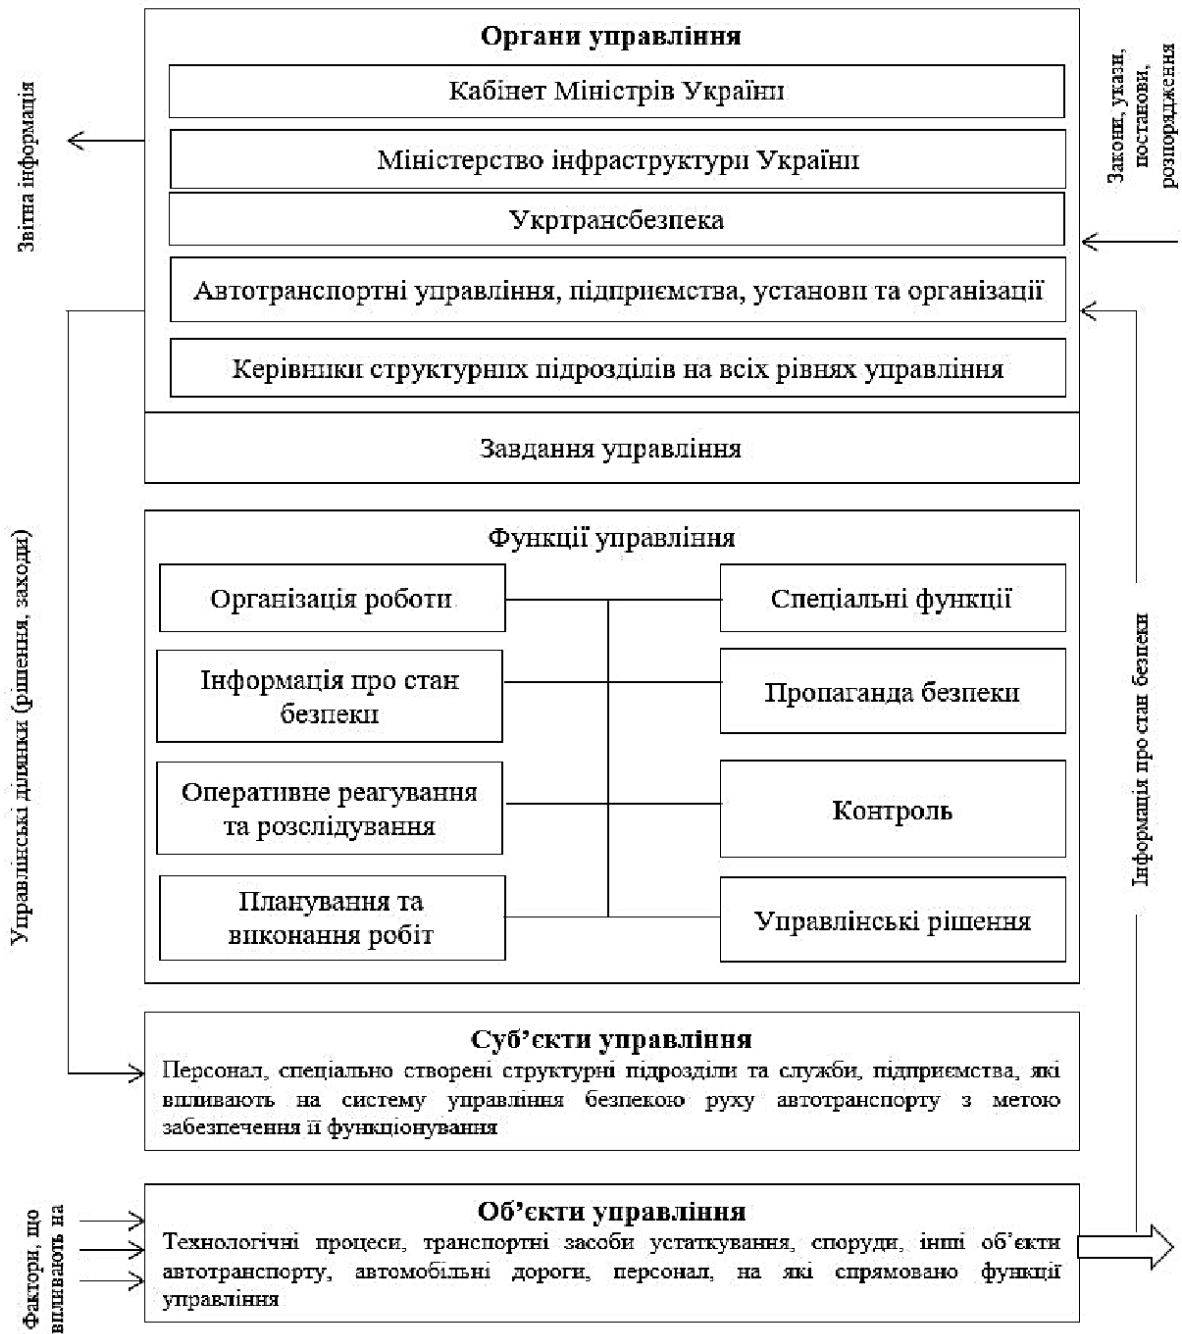 Органи управління
Кабінет Міністрів України
Міністерство інфраструктури України
Укртрансбезпека
Автотранспортні управління, підприємства, установи та організації
Керівники структурних підрозділів на всіх рівнях управління
Завдання управління
Звітна інформація
Закони, укази,
постанови,
розпорядження
Управлінські ділянки (рішення, заходи)
Інформація про стан безпеки
Функції управління
Організація роботи
Спеціальні функції
Інформація про стан
безпеки
Пропаганда безпеки
Оперативне реагування
та розслідування
Контроль
Планування та
виконання робіт
Управлінські рішення
Суб’єкти управління
Персонал, спеціально створені структурні підрозділи та служби, підприємства, які
впливають на систему управління безпекою руху автотранспорту з метою
забезпечення її функціонування
Фактори, що
впливають на
Об’єкти управління
Технологічні процеси, транспортні засоби устаткування, споруди, інші об’єкти
автотранспорту, автомобільні дороги, персонал, на які спрямовано функції
управління